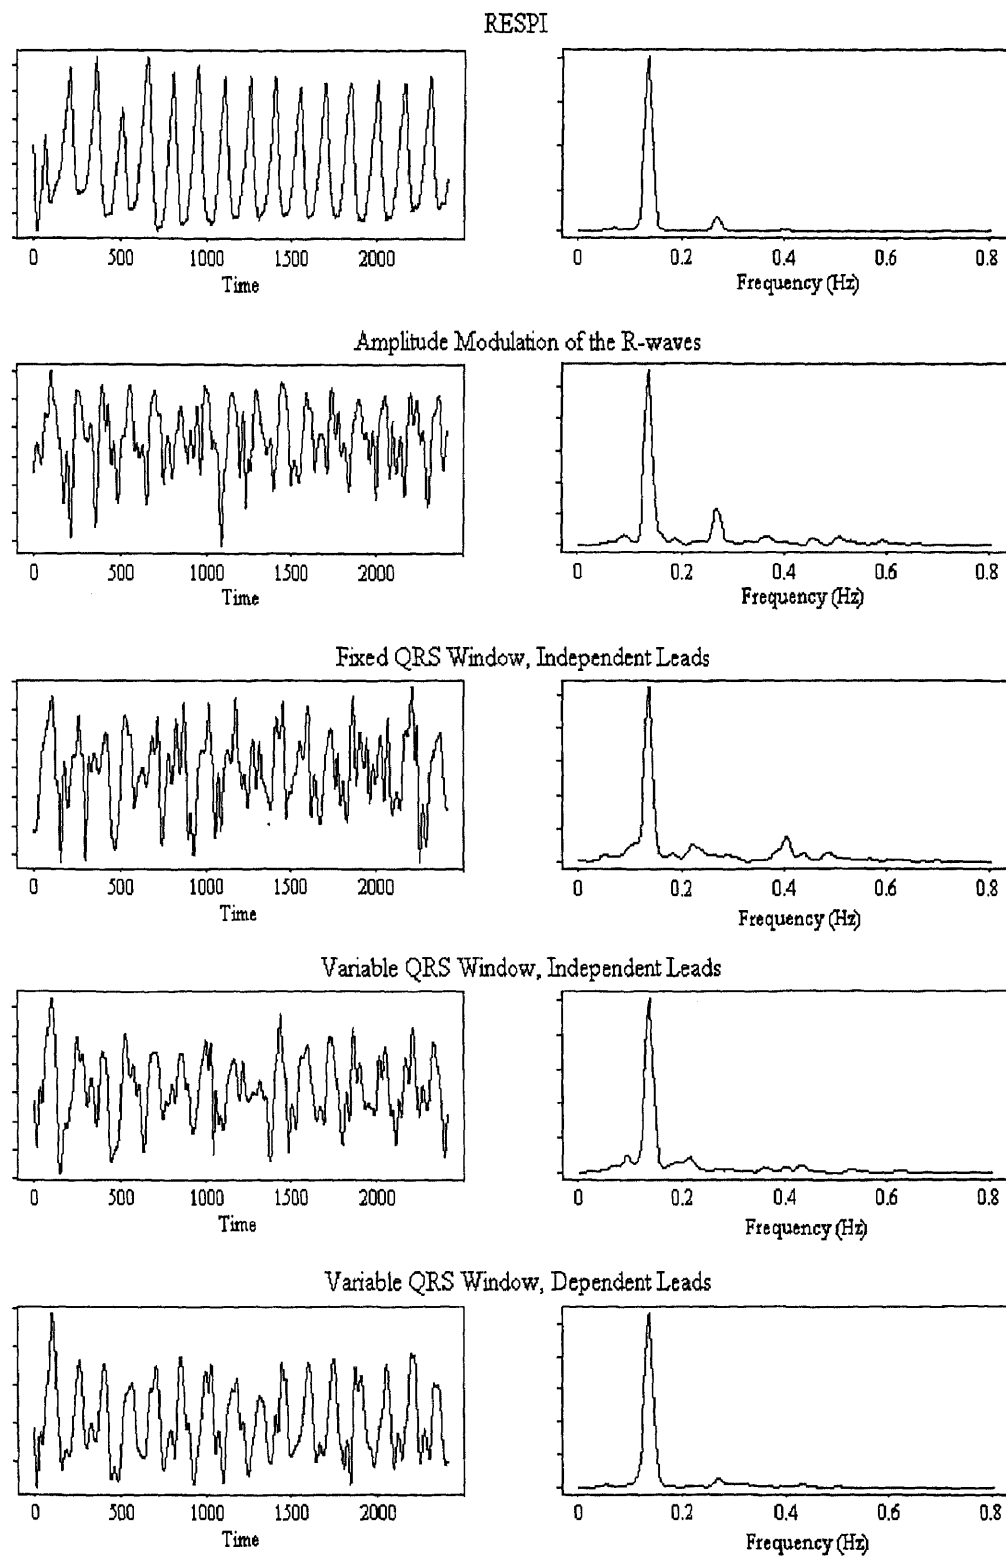 RESPI
0 500 1000 1500 2000
Time
0 0.2 0.4 0.6 0.8
Frequency (Hz)
Amplitude Modulation of the R-waves
0 500 1000 1500 2000
Time
0 0.2 0.4 0.6 0.8
Frequency (Hz)
Fixed QRS Window, Independent Leads
0 500 1000 1500 2000
Time
0 0.2 0.4 0.6 0.8
Frequency (Hz)
Variable QRS Window, Independent Leads
0 500 1000 1500 2000
Time
0 0.2 0.4 0.6 0.8
Frequency (Hz)
Variable QRS Window, Dependent Leads
0 500 1000 1500 2000
Time
0 0.2 0.4 0.6 0.8
Frequency (Hz)